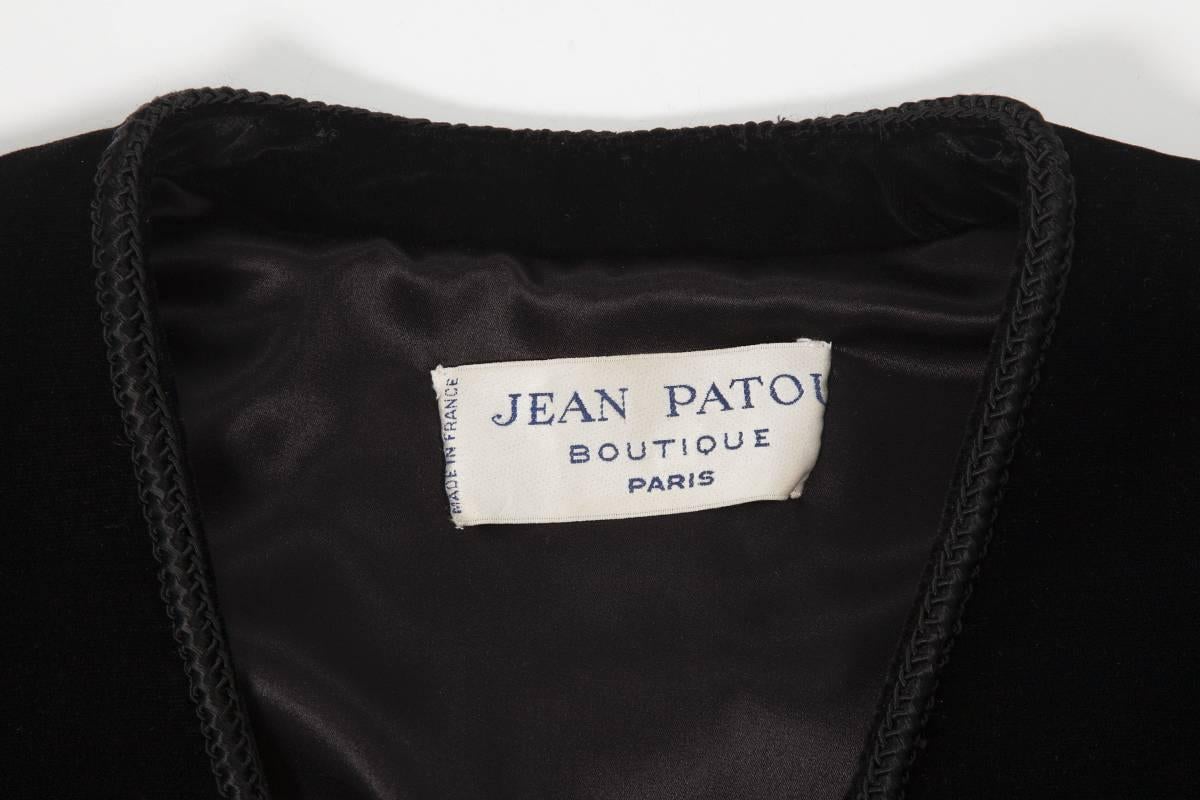 JEAN PATOU
BOUTIQUE
PARIS
MADE IN FRANCE